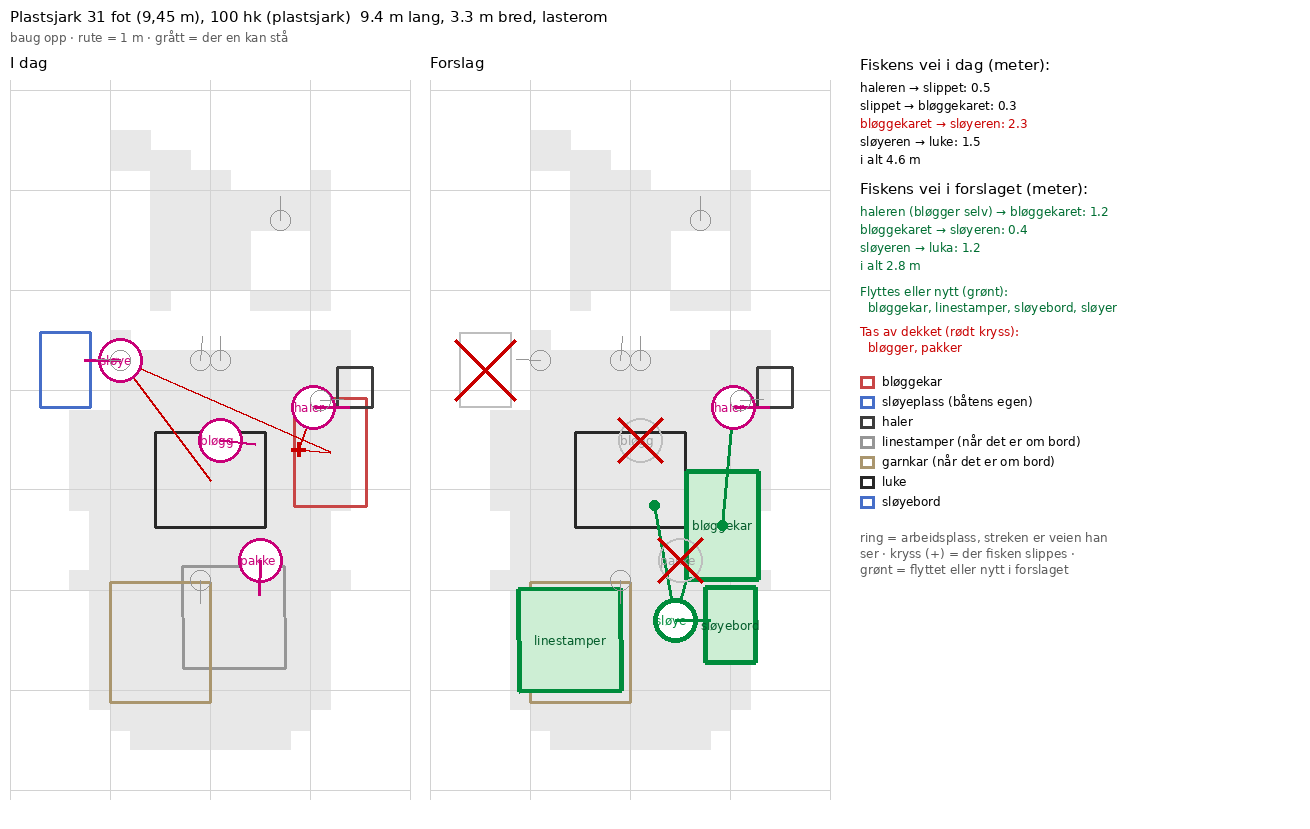 Plastsjark 31 fot (9,45 m), 100 hk (plastsjark)  9.4 m lang, 3.3 m bred, lasterom
baug opp · rute = 1 m · grått = der en kan stå
I dag
sløye
haler
bløgg
pakke
Forslag
haler
bløgg
bløggekar
pakke
sløye
sløyebord
linestamper
Fiskens vei i dag (meter):
haleren → slippet: 0.5
slippet → bløggekaret: 0.3
bløggekaret → sløyeren: 2.3
sløyeren → luke: 1.5
i alt 4.6 m
Fiskens vei i forslaget (meter):
haleren (bløgger selv) → bløggekaret: 1.2
bløggekaret → sløyeren: 0.4
sløyeren → luka: 1.2
i alt 2.8 m
Flyttes eller nytt (grønt):
bløggekar, linestamper, sløyebord, sløyer
Tas av dekket (rødt kryss):
bløgger, pakker
bløggekar
sløyeplass (båtens egen)
haler
linestamper (når det er om bord)
garnkar (når det er om bord)
luke
sløyebord
ring = arbeidsplass, streken er veien han
ser · kryss (+) = der fisken slippes ·
grønt = flyttet eller nytt i forslaget